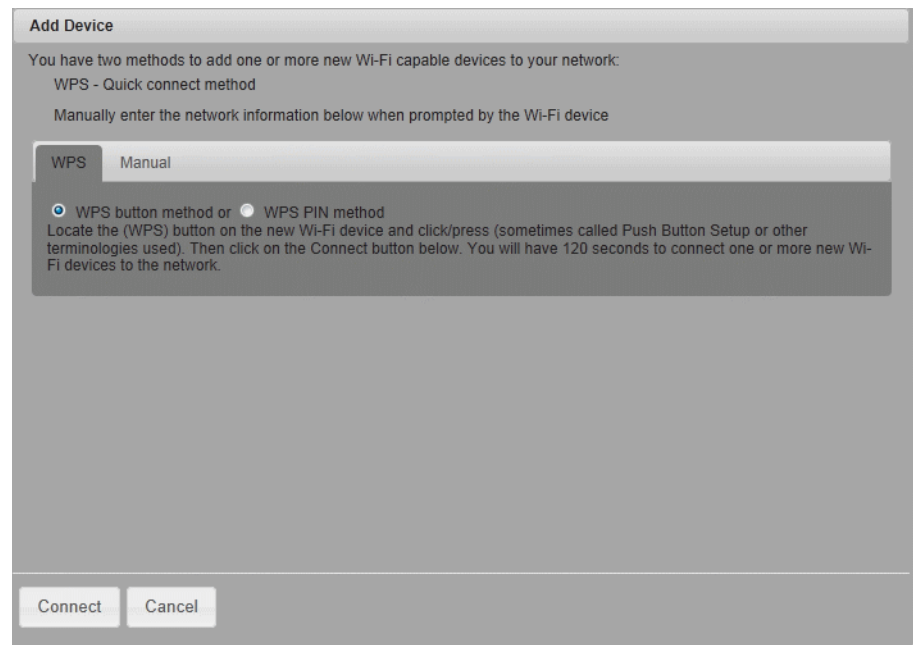 Add Device
You have two methods to add one or more new Wi-Fi capable devices to your network:
WPS - Quick connect method
Manually enter the network information below when prompted by the Wi-Fi device
WPS Manual
WPS button method or WPS PIN method
Locate the (WPS) button on the new Wi-Fi device and click/press (sometimes called Push Button Setup or other
terminologies used). Then click on the Connect button below. You will have 120 seconds to connect one or more new Wi-
Fi devices to the network.
Connect Cancel